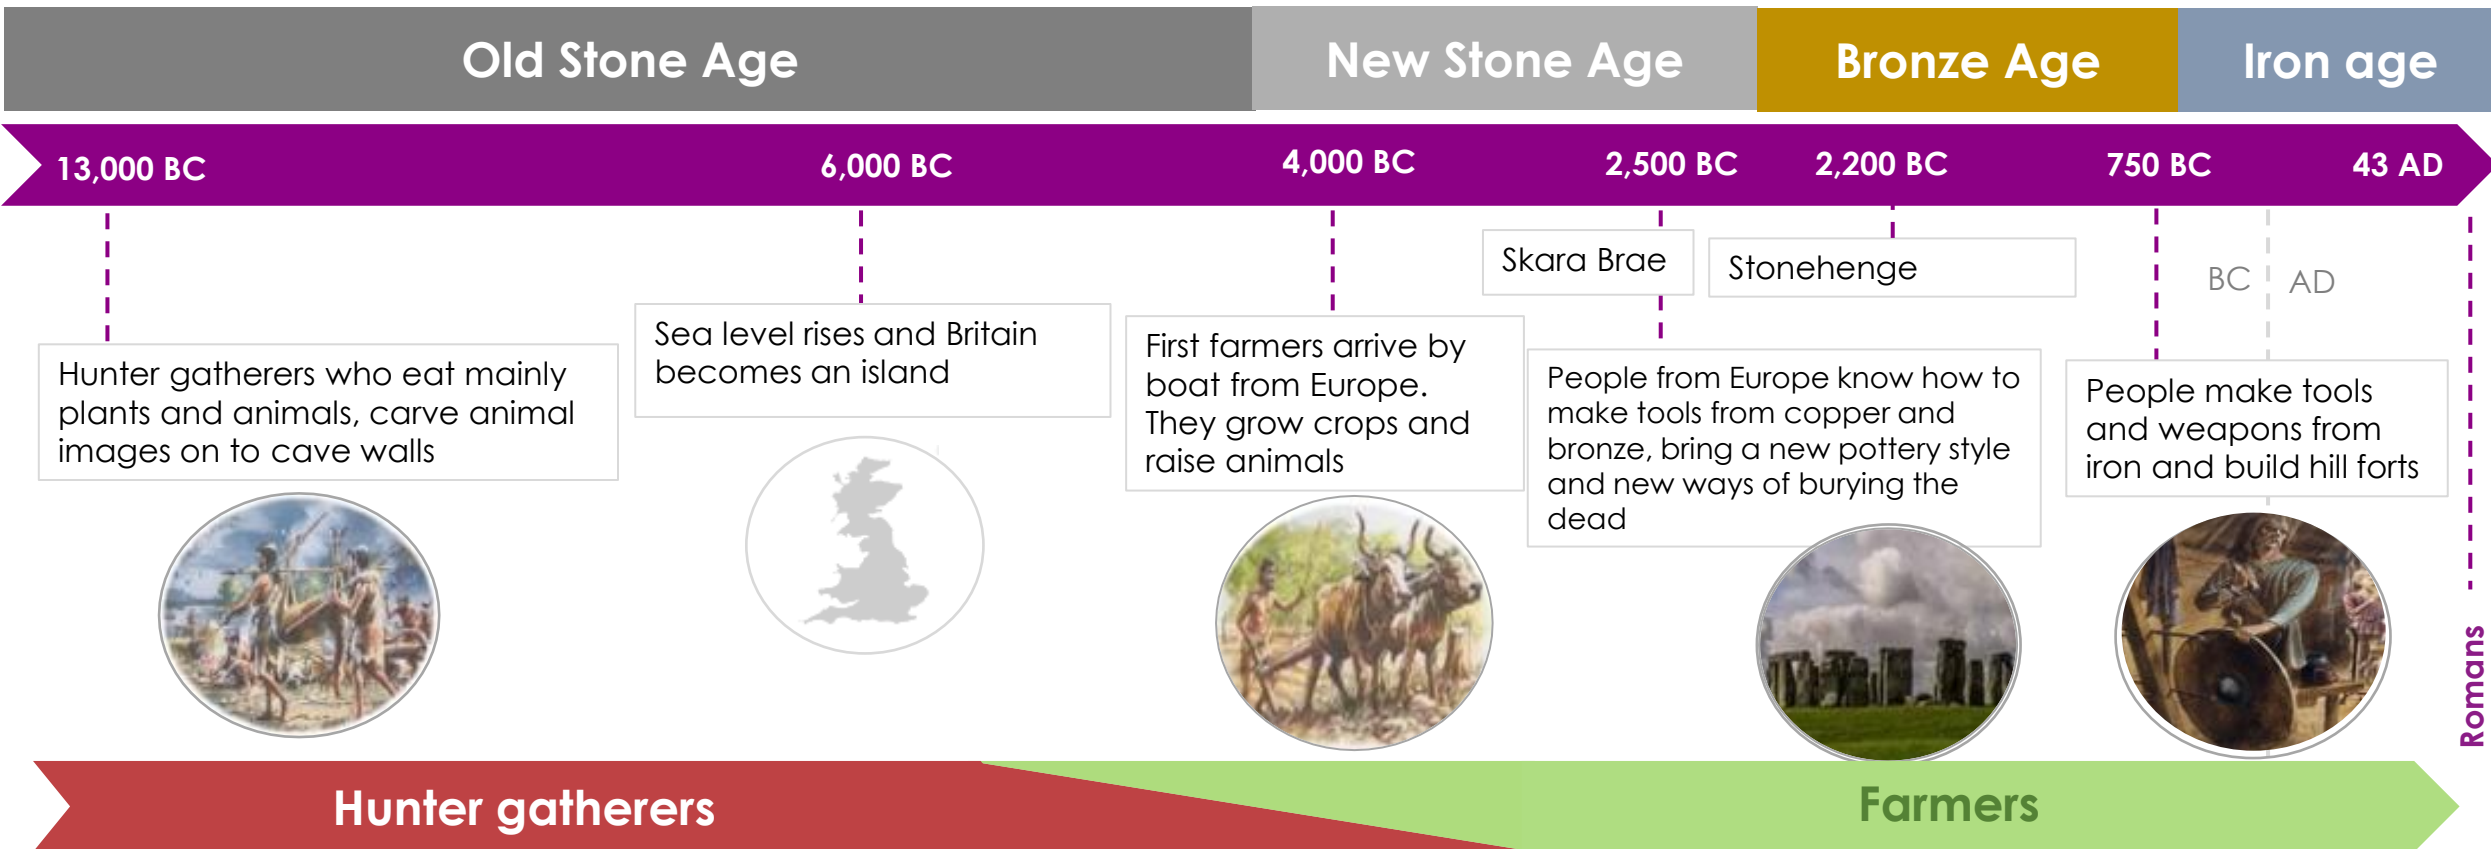 Old Stone Age
New Stone Age
Bronze Age
Iron age
13,000 BC
6,000 BC
4,000 BC
2,500 BC
2,200 BC
750 BC
43 AD
Hunter gatherers who eat mainly
plants and animals, carve animal
images on to cave walls
Sea level rises and Britain
becomes an island
First farmers arrive by
boat from Europe.
They grow crops and
raise animals
Skara Brae
Stonehenge
People from Europe know how to
make tools from copper and
bronze, bring a new pottery style
and new ways of burying the
dead
BC
AD
People make tools
and weapons from
iron and build hill forts
Romans
Hunter gatherers
Farmers